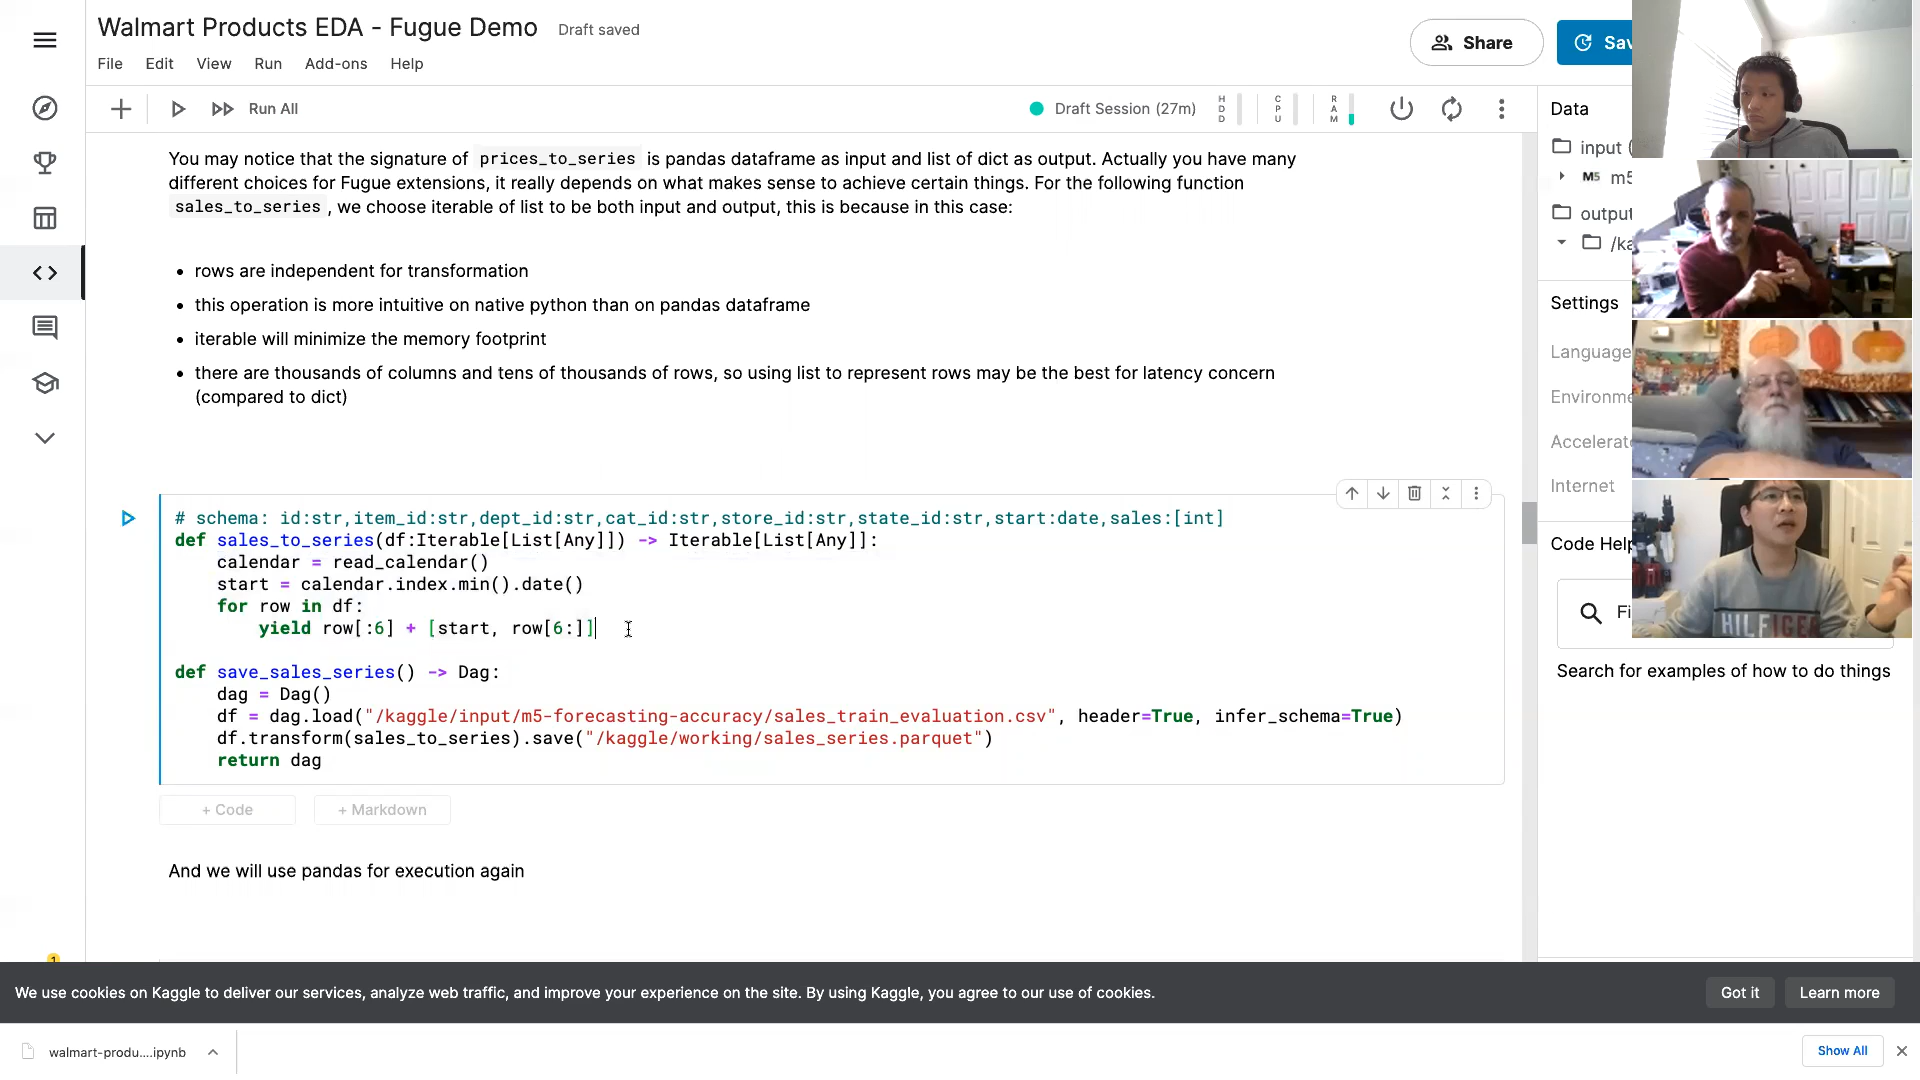 Walmart Products EDA - Fugue Demo
Draft saved
File
Edit
View
Run
Add-ons
Help
Share
Sav
Run All
Draft Session (27m)
HDD
CPU
RAM
You may notice that the signature of prices_to_series is pandas dataframe as input and list of dict as output. Actually you have many
different choices for Fugue extensions, it really depends on what makes sense to achieve certain things. For the following function
sales_to_series , we choose iterable of list to be both input and output, this is because in this case:
• rows are independent for transformation
• this operation is more intuitive on native python than on pandas dataframe
• iterable will minimize the memory footprint
• there are thousands of columns and tens of thousands of rows, so using list to represent rows may be the best for latency concern
(compared to dict)
# schema: id:str,item_id:str,dept_id:str,cat_id:str,store_id:str,state_id:str,start:date,sales:[int]
def sales_to_series(df:Iterable[List[Any]]) -> Iterable[List[Any]]:
    calendar = read_calendar()
    start = calendar.index.min().date()
    for row in df:
        yield row[:6] + [start, row[6:]]
def save_sales_series() -> Dag:
    dag = Dag()
    df = dag.load("/kaggle/input/m5-forecasting-accuracy/sales_train_evaluation.csv", header=True, infer_schema=True)
    df.transform(sales_to_series).save("/kaggle/working/sales_series.parquet")
    return dag
+ Code
+ Markdown
And we will use pandas for execution again
Data
input (
M5 m5
output
/ka
Settings
Language
Environme
Accelerato
Internet
Code Help
Fi
Search for examples of how to do things
HILFIGER
1
We use cookies on Kaggle to deliver our services, analyze web traffic, and improve your experience on the site. By using Kaggle, you agree to our use of cookies.
Got it
Learn more
walmart-produ....ipynb
Show All